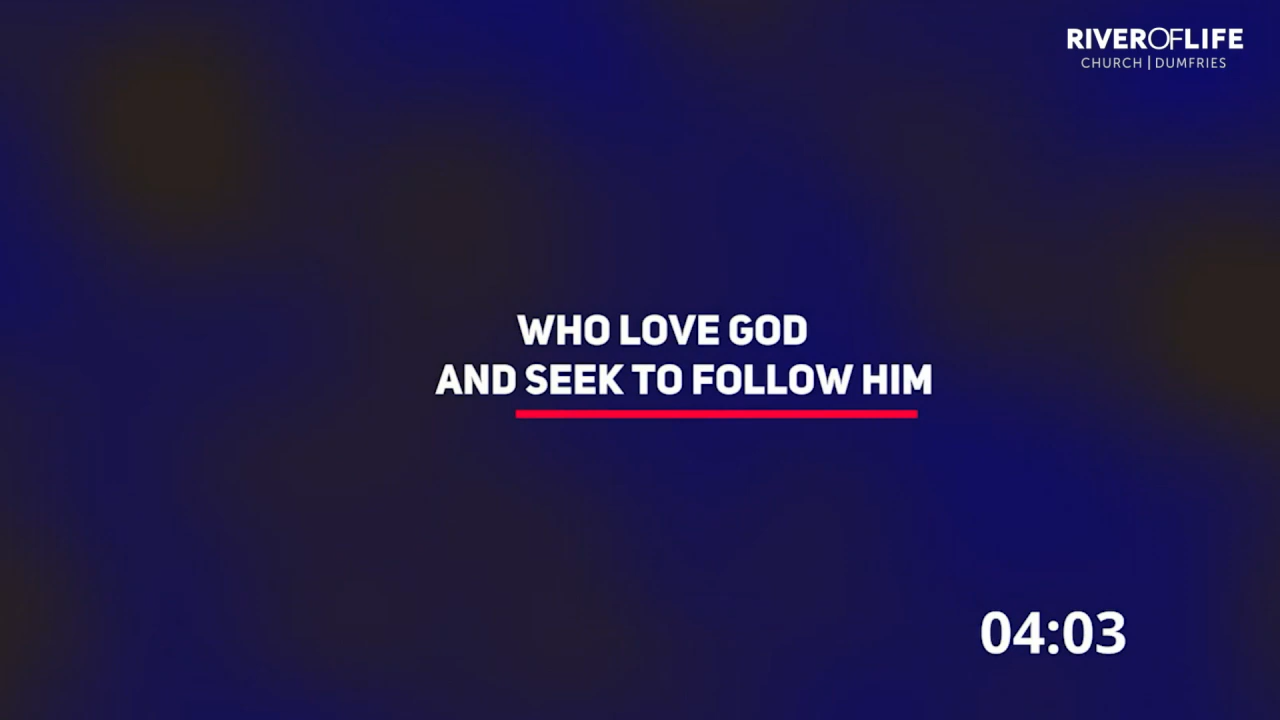 RIVEROFLIFE
CHURCH | DUMFRIES
WHO LOVE GOD
AND SEEK TO FOLLOW HIM
04:03